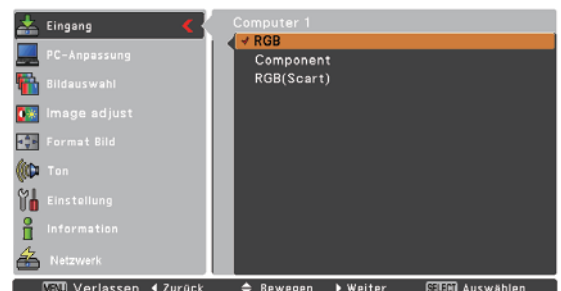 Eingang
PC-Anpassung
Bildauswahl
Image adjust
Format Bild
Ton
Einstellung
Information
Netzwerk
Computer 1
RGB
Component
RGB(Scart)
MENU Verlassen Zurück Bewegen Weiter SELECT Auswählen